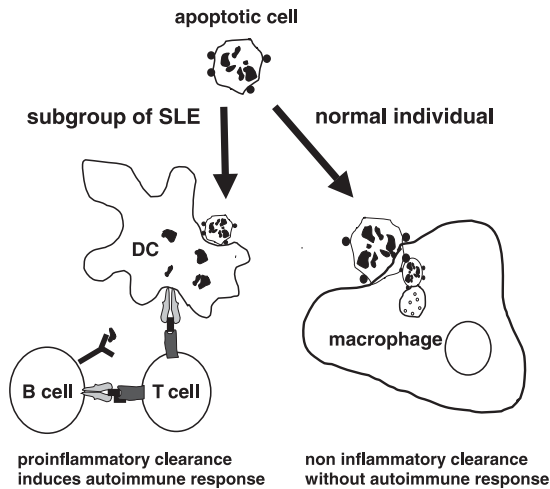 apoptotic cell
subgroup of SLE
normal individual
DC
macrophage
B cell
T cell
proinflammatory clearance
induces autoimmune response
non inflammatory clearance
without autoimmune response